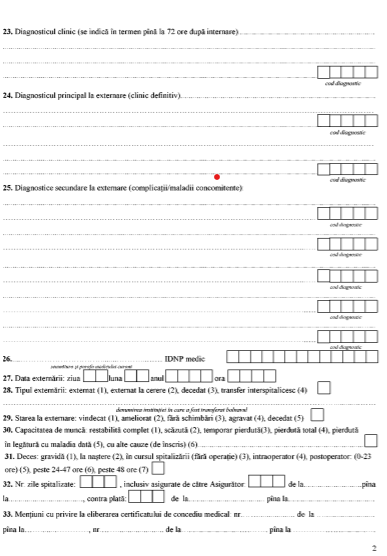 23. Diagnosticul clinic (se indică în termen pînă la 72 ore după internare)
cod diagnostic
24. Diagnosticul principal la externare (clinic definitiv)
cod diagnostic
cod diagnostic
25. Diagnostice secundare la externare (complicații/maladii concomitente)
cod diagnostic
cod diagnostic
cod diagnostic
cod diagnostic
cod diagnostic
26. IDNP medic
semnătura și parafa medicului curant
27. Data externării: ziua luna anul ora
28. Tipul externării: externat (1), externat la cerere (2), decedat (3), transfer interspitalicesc (4)
denumirea instituției în care a fost transferat bolnavul
29. Starea la externare: vindecat (1), ameliorat (2), fără schimbări (3), agravat (4), decedat (5)
30. Capacitatea de muncă: restabilită complet (1), scăzută (2), temporar pierdută(3), pierdută total (4), pierdută
în legătură cu maladia dată (5), cu alte cauze (de înscris) (6)
31. Deces: gravidă (1), la naștere (2), în cursul spitalizării (fără operație) (3), intraoperator (4), postoperator: (0-23
ore) (5), peste 24-47 ore (6), peste 48 ore (7)
32. Nr zile spitalizate: , inclusiv asigurate de către Asigurător de la pîna
la , contra plată: de la pîna la
33. Mențiuni cu privire la eliberarea certificatului de concediu medical nr. de la
pîna la , nr de la pîna la
2